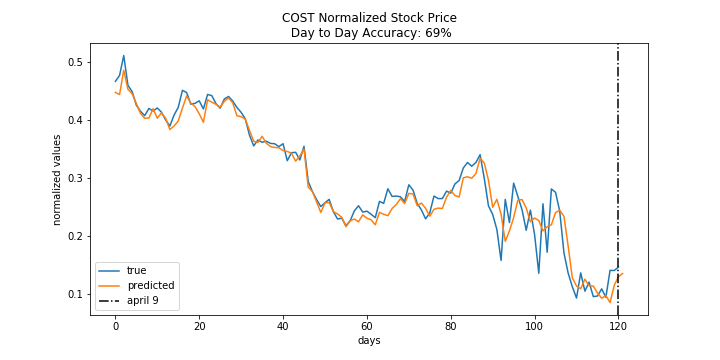 COST Normalized Stock Price
Day to Day Accuracy: 69%
normalized values
0.5
0.4
0.3
0.2
0.1
true
predicted
april 9
0 20 40 60 80 100 120
days